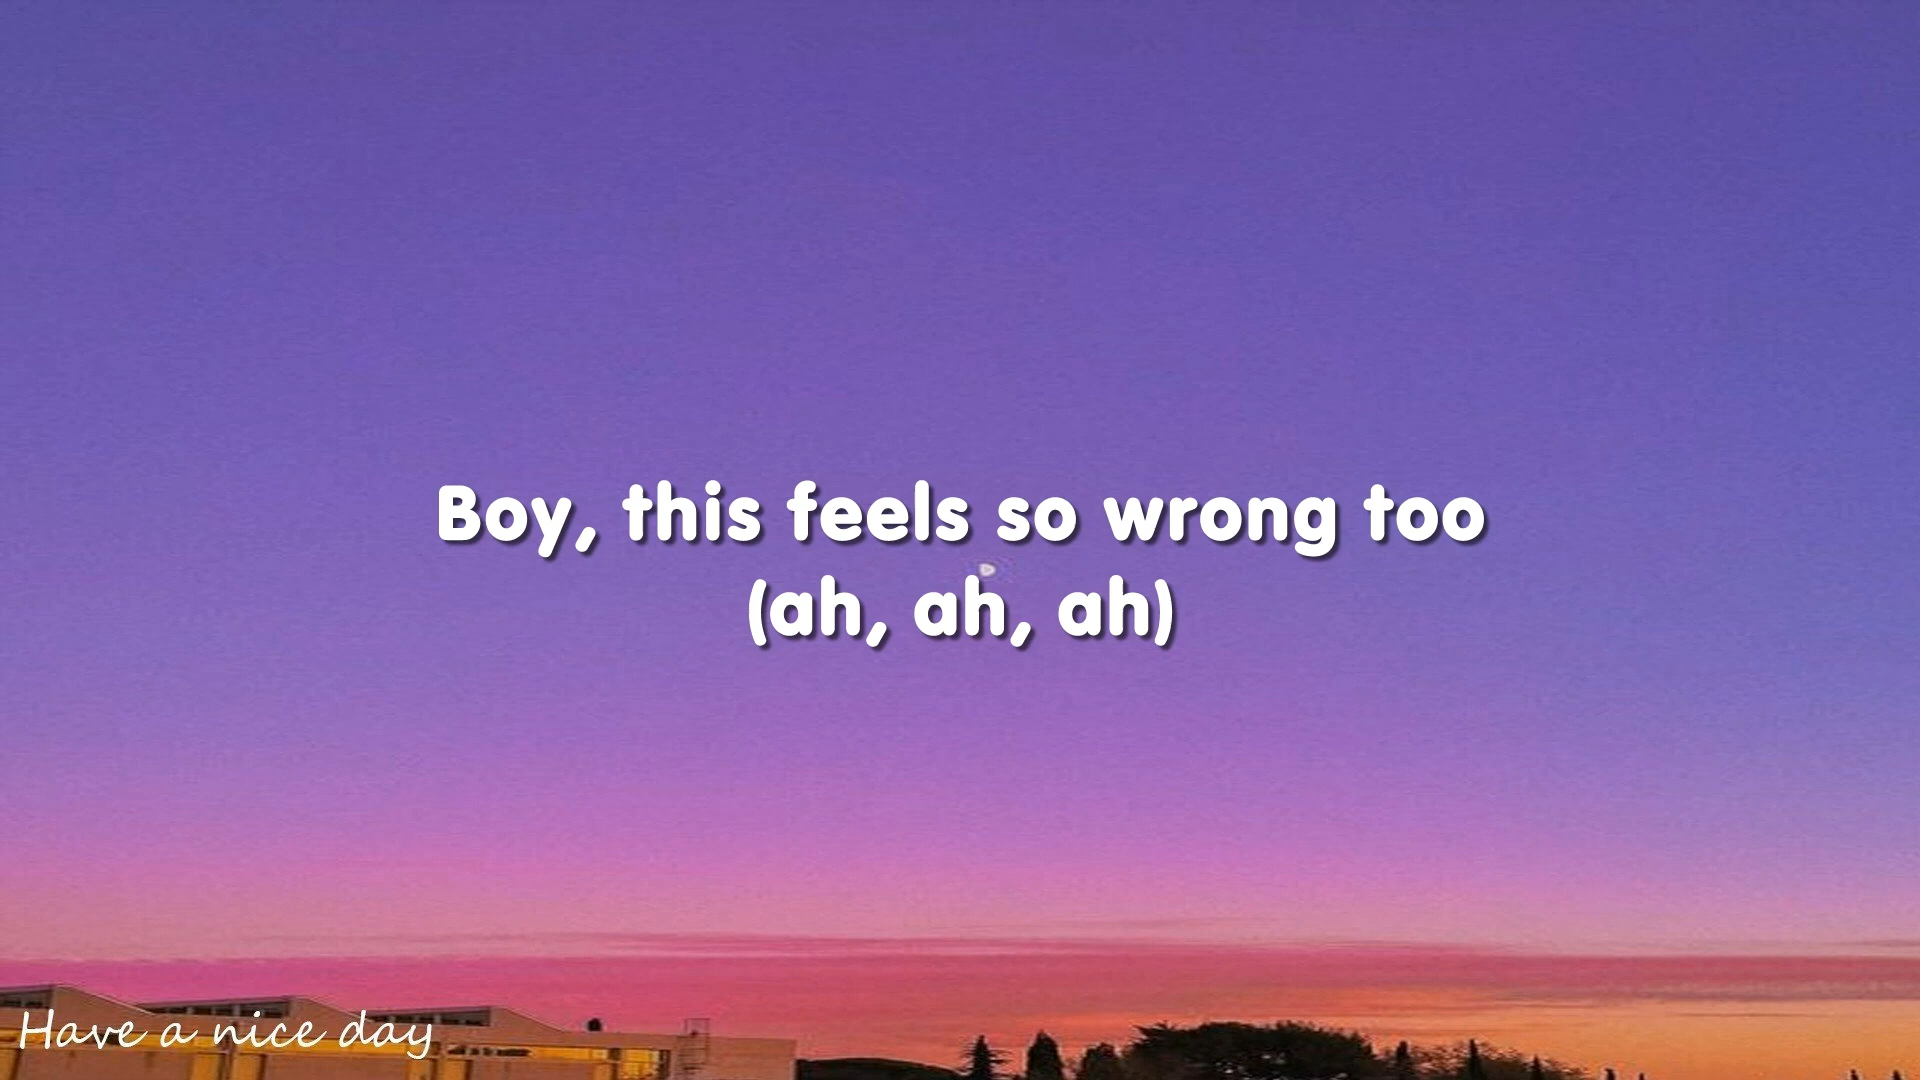 Boy, this feels so wrong too
(ah, ah, ah)
Have a nice day